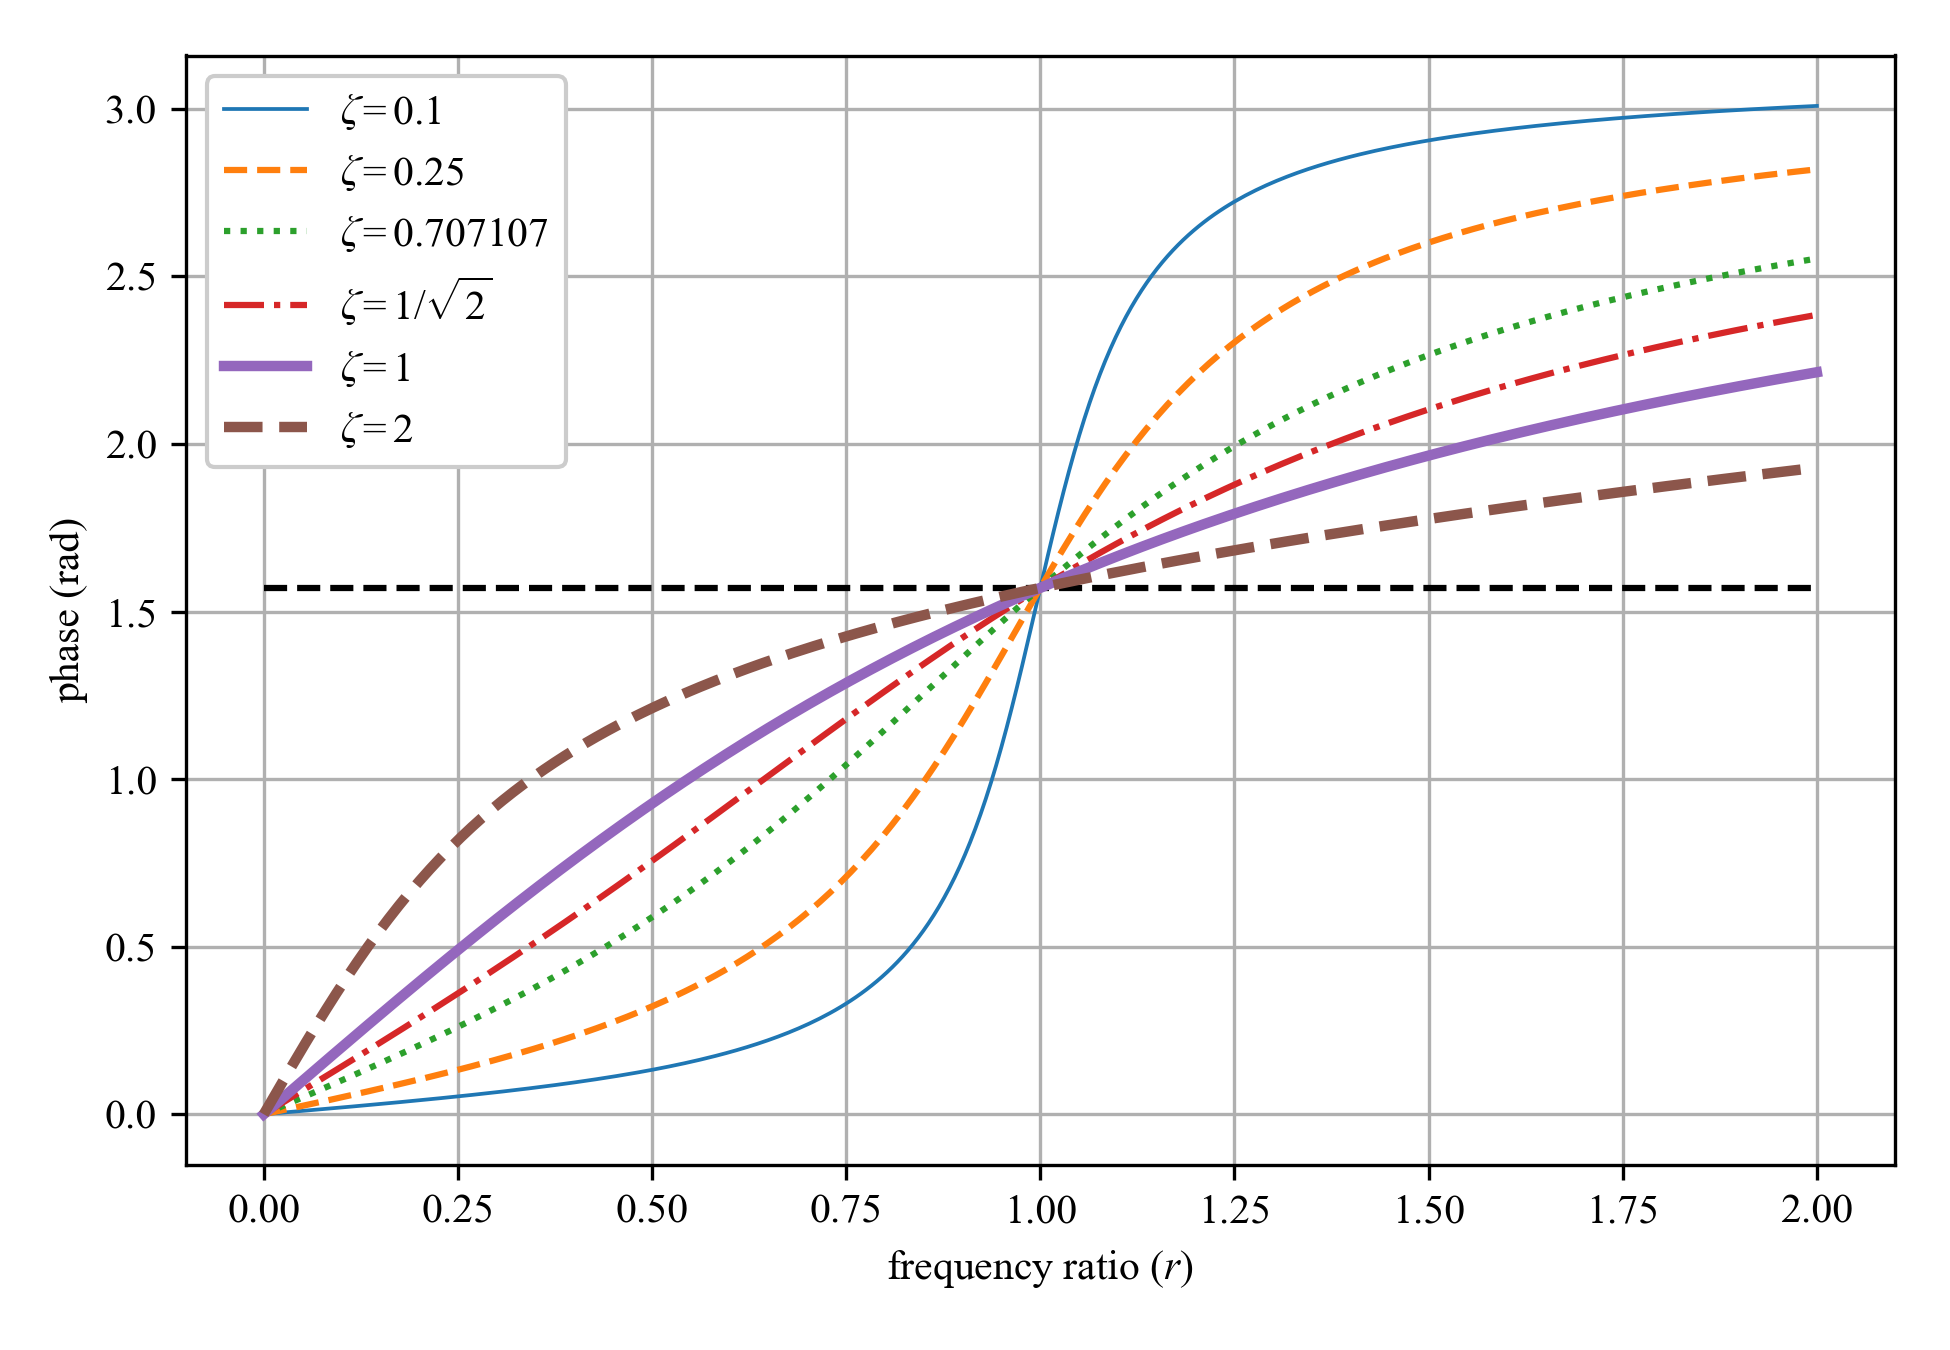 ζ = 0.1
ζ = 0.25
ζ = 0.707107
ζ = 1/√2
ζ = 1
ζ = 2
3.0
2.5
2.0
1.5
1.0
0.5
0.0
phase (rad)
0.00 0.25 0.50 0.75 1.00 1.25 1.50 1.75 2.00
frequency ratio (r)